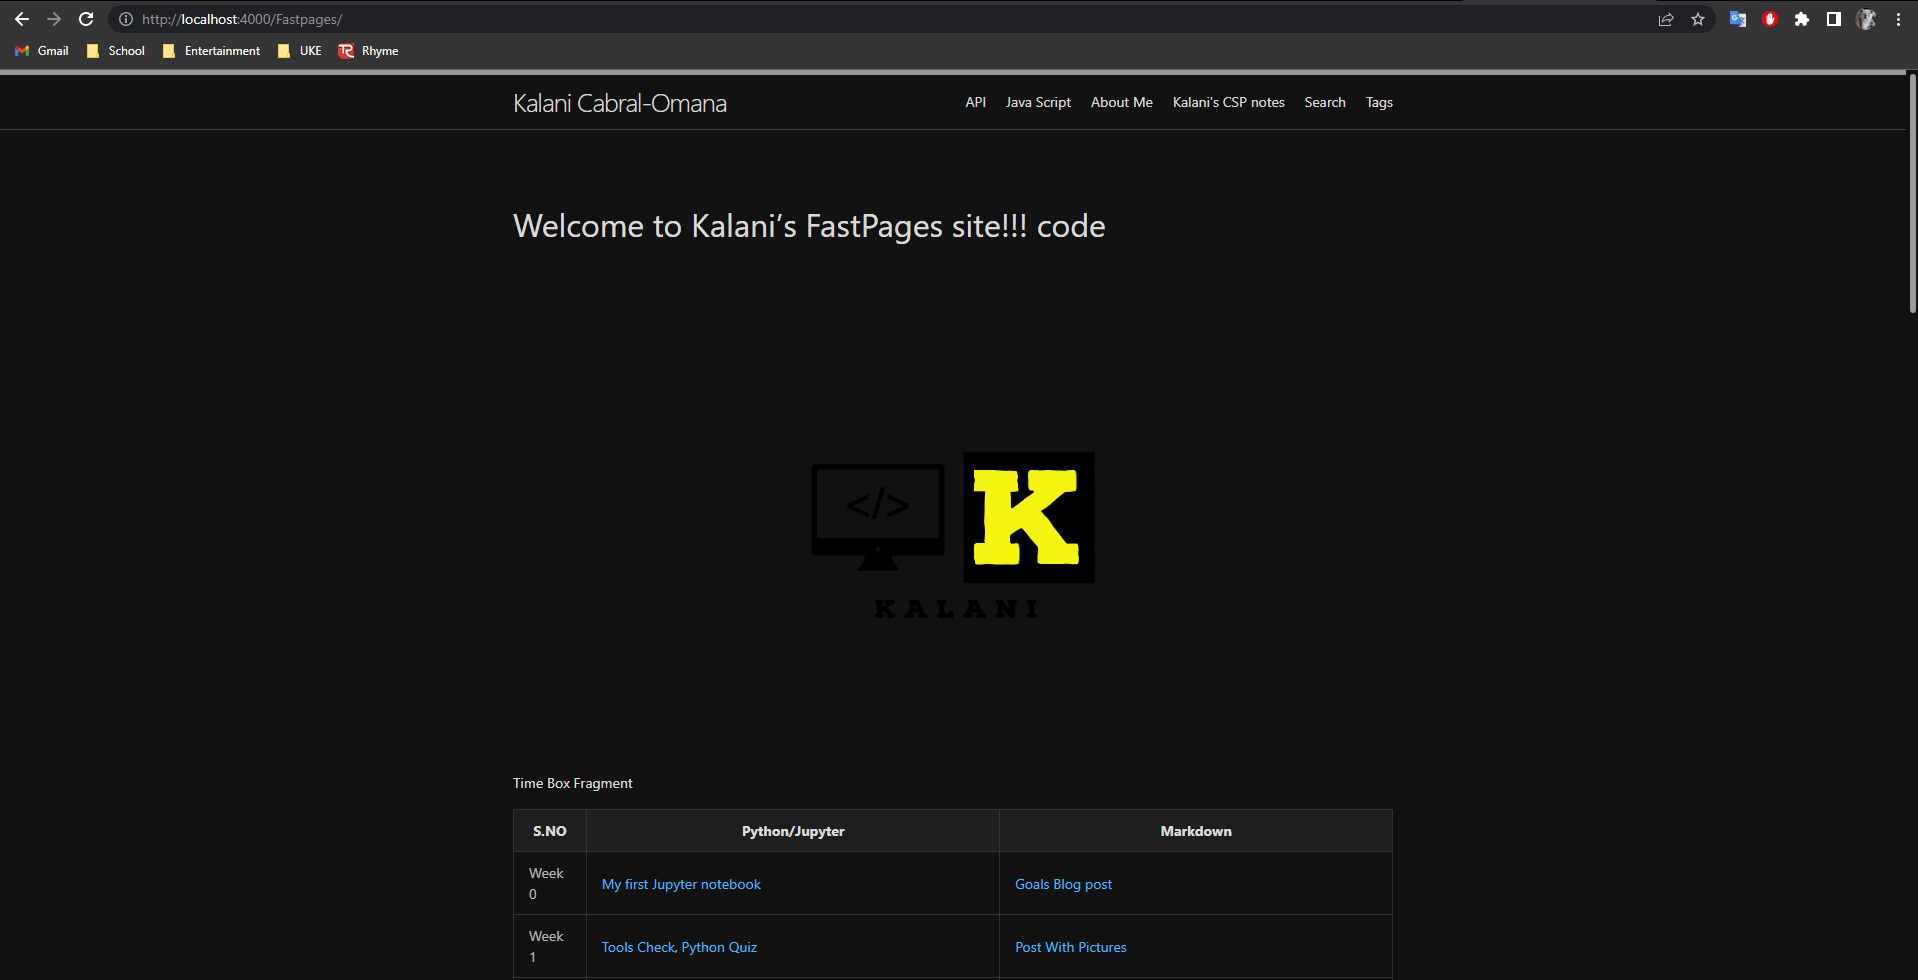 http://localhost:4000/Fastpages/
Gmail School Entertainment UKE TR Rhyme
Kalani Cabral-Omana API Java Script About Me Kalani's CSP notes Search Tags
Welcome to Kalani’s FastPages site!!! code
</> K
KALANI
Time Box Fragment
S.NO Python/Jupyter Markdown
Week
0
My first Jupyter notebook Goals Blog post
Week
1
Tools Check, Python Quiz Post With Pictures